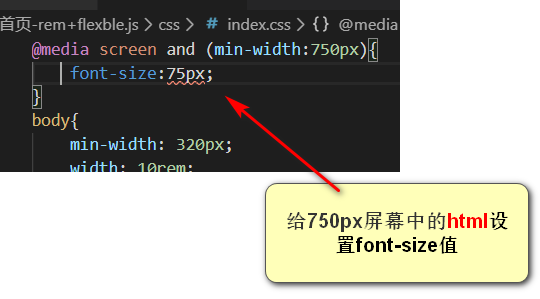 首页-rem+flexble.js > css > # index.css > {} @media
@media screen and (min-width:750px){
font-size:75px;
}
body{
min-width: 320px;
width: 10rem;
给750px屏幕中的html设
置font-size值